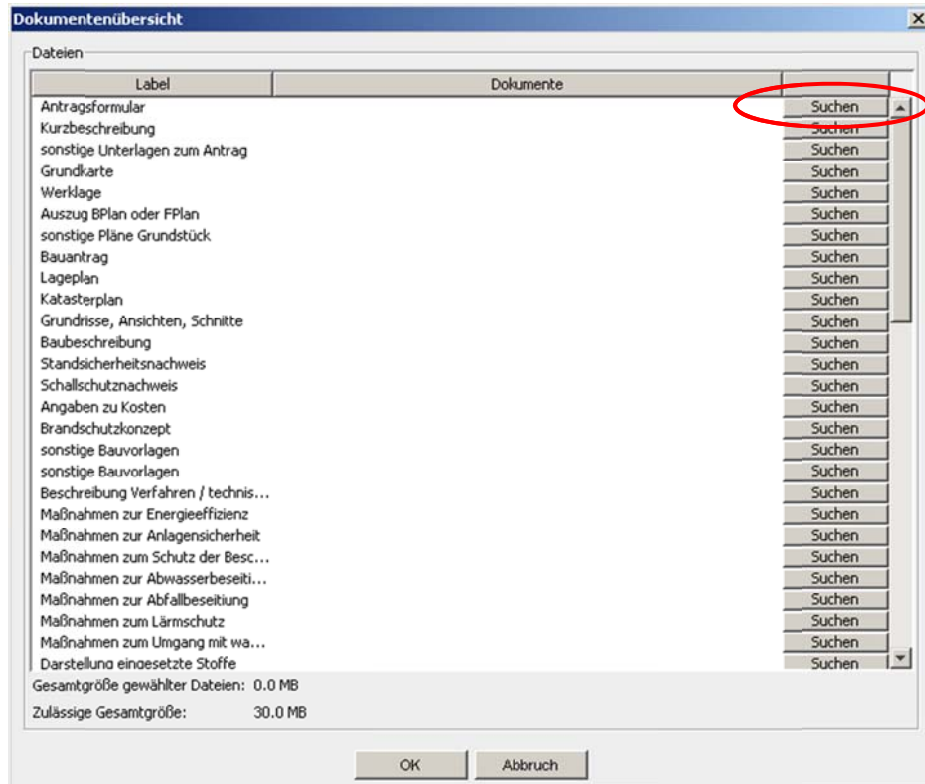 Dokumentenübersicht
Dateien
Label Dokumente
Antragsformular Suchen
Kurzbeschreibung Suchen
sonstige Unterlagen zum Antrag Suchen
Grundkarte Suchen
Werklage Suchen
Auszug BPlan oder FPlan Suchen
sonstige Pläne Grundstück Suchen
Bauantrag Suchen
Lageplan Suchen
Katasterplan Suchen
Grundrisse, Ansichten, Schnitte Suchen
Baubeschreibung Suchen
Standsicherheitsnachweis Suchen
Schallschutznachweis Suchen
Angaben zu Kosten Suchen
Brandschutzkonzept Suchen
sonstige Bauvorlagen Suchen
sonstige Bauvorlagen Suchen
Beschreibung Verfahren / technis... Suchen
Maßnahmen zur Energieeffizienz Suchen
Maßnahmen zur Anlagensicherheit Suchen
Maßnahmen zum Schutz der Besc... Suchen
Maßnahmen zur Abwasserbeseiti... Suchen
Maßnahmen zur Abfallbeseitiung Suchen
Maßnahmen zum Lärmschutz Suchen
Maßnahmen zum Umgang mit wa... Suchen
Darstellung eingesetzte Stoffe Suchen
Gesamtgröße gewählter Dateien: 0.0 MB
Zulässige Gesamtgröße: 30.0 MB
OK Abbruch